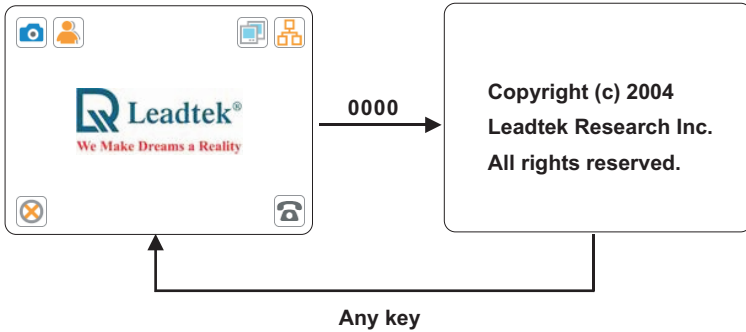 Leadtek®
We Make Dreams a Reality
0000
Copyright (c) 2004
Leadtek Research Inc.
All rights reserved.
Any key